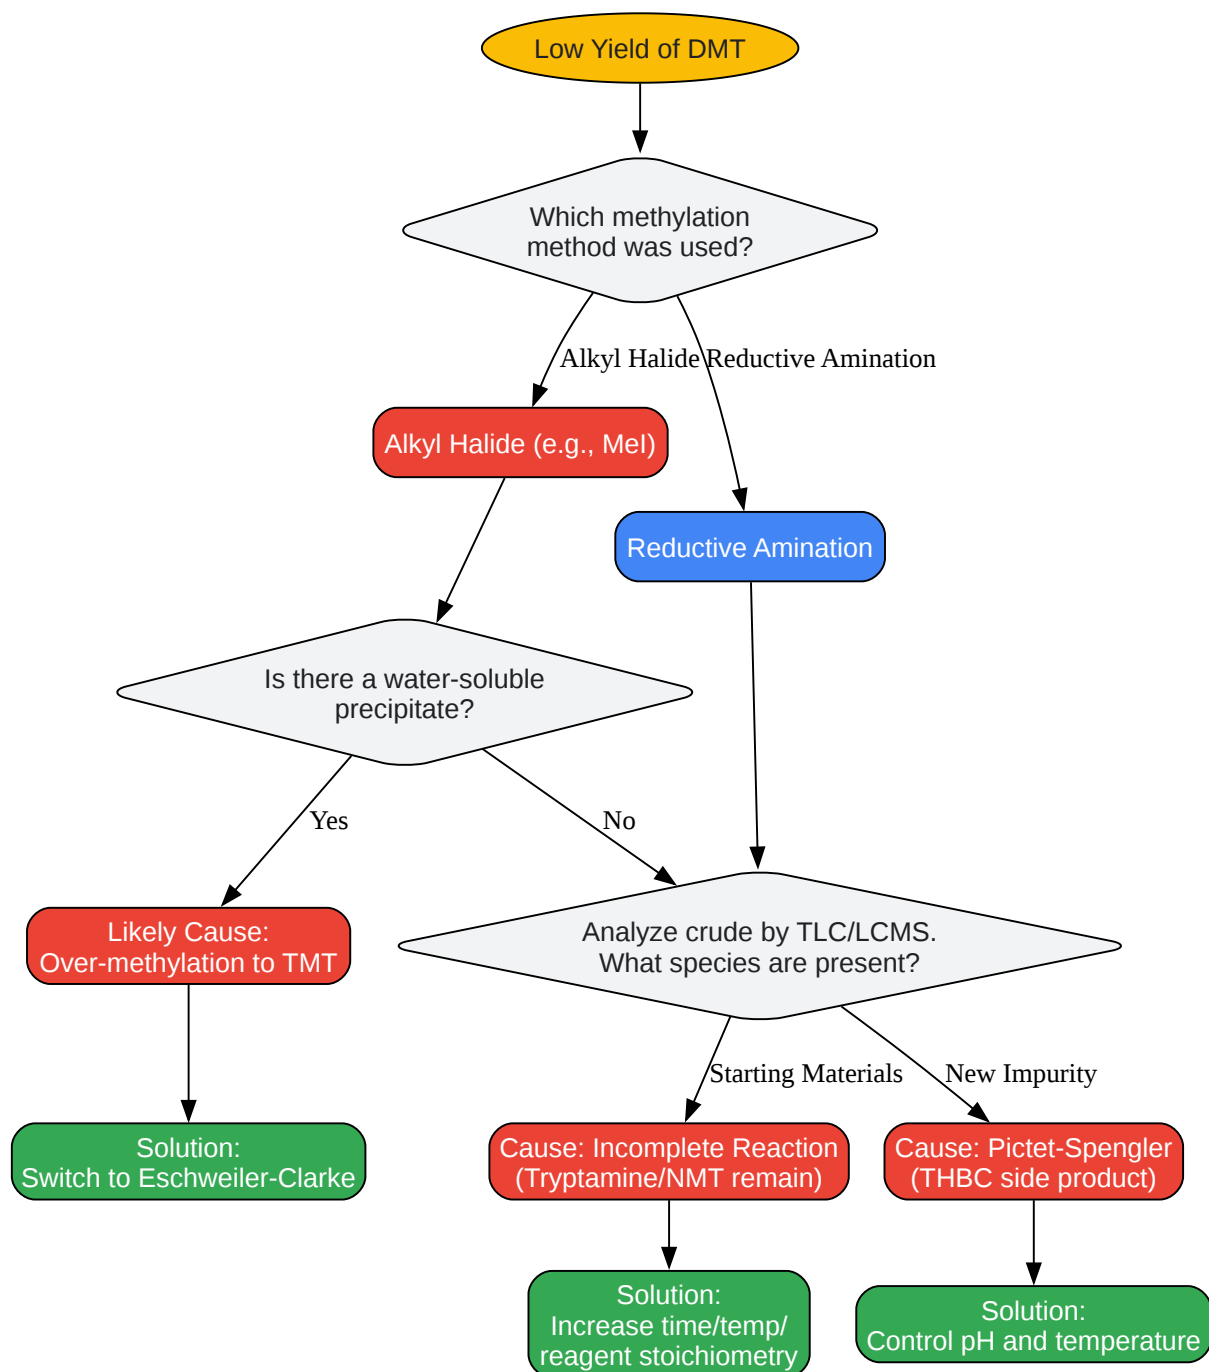 Low Yield of DMT
Which methylation
method was used?
Alkyl Halide
Reductive Amination
Alkyl Halide (e.g., MeI)
Reductive Amination
Is there a water-soluble
precipitate?
Yes
No
Likely Cause:
Over-methylation to TMT
Analyze crude by TLC/LCMS.
What species are present?
Starting Materials
New Impurity
Solution:
Switch to Eschweiler-Clarke
Cause: Incomplete Reaction
(Tryptamine/NMT remain)
Cause: Pictet-Spengler
(THBC side product)
Solution:
Increase time/temp/
reagent stoichiometry
Solution:
Control pH and temperature